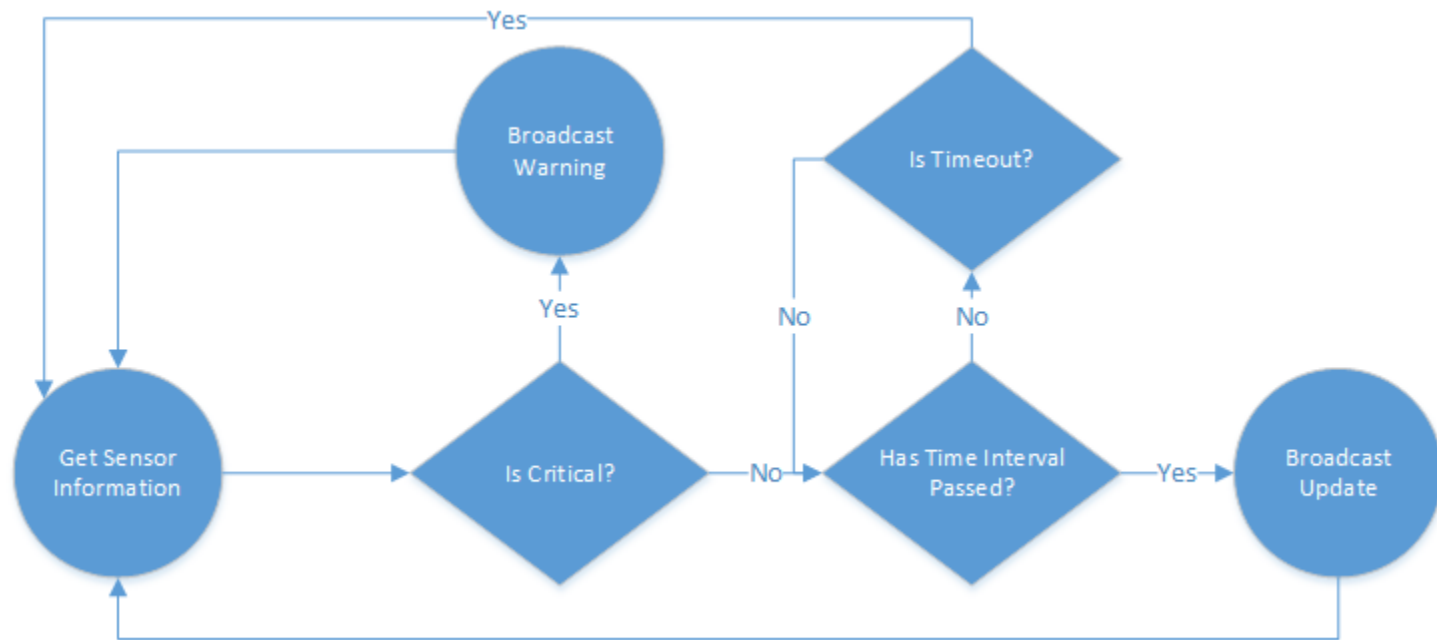 Yes
Broadcast
Warning
Is Timeout?
Yes
No
No
Get Sensor
Information
Is Critical?
No
Has Time Interval
Passed?
Yes
Broadcast
Update